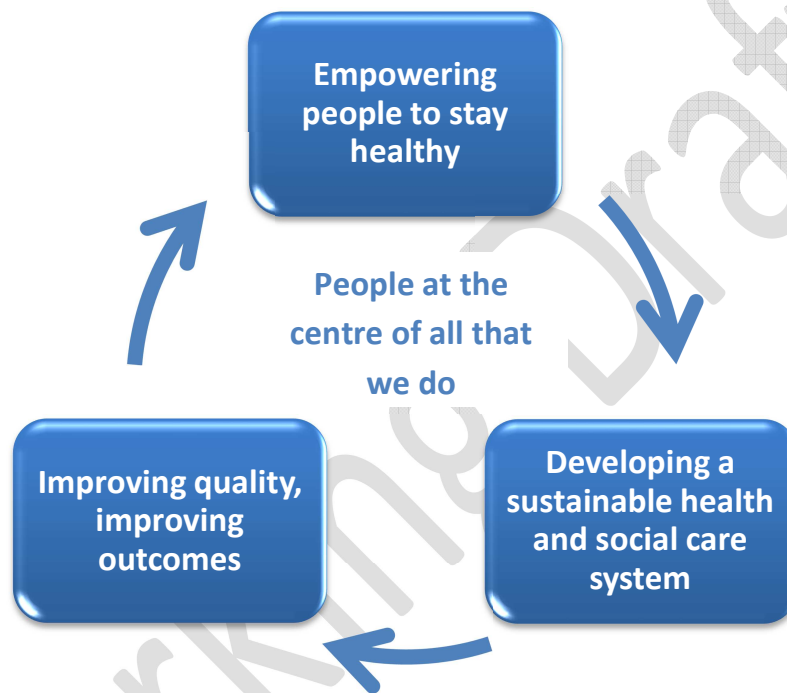 Empowering
people to stay
healthy
People at the
centre of all that
we do
Improving quality,
improving
outcomes
Developing a
sustainable health
and social care
system